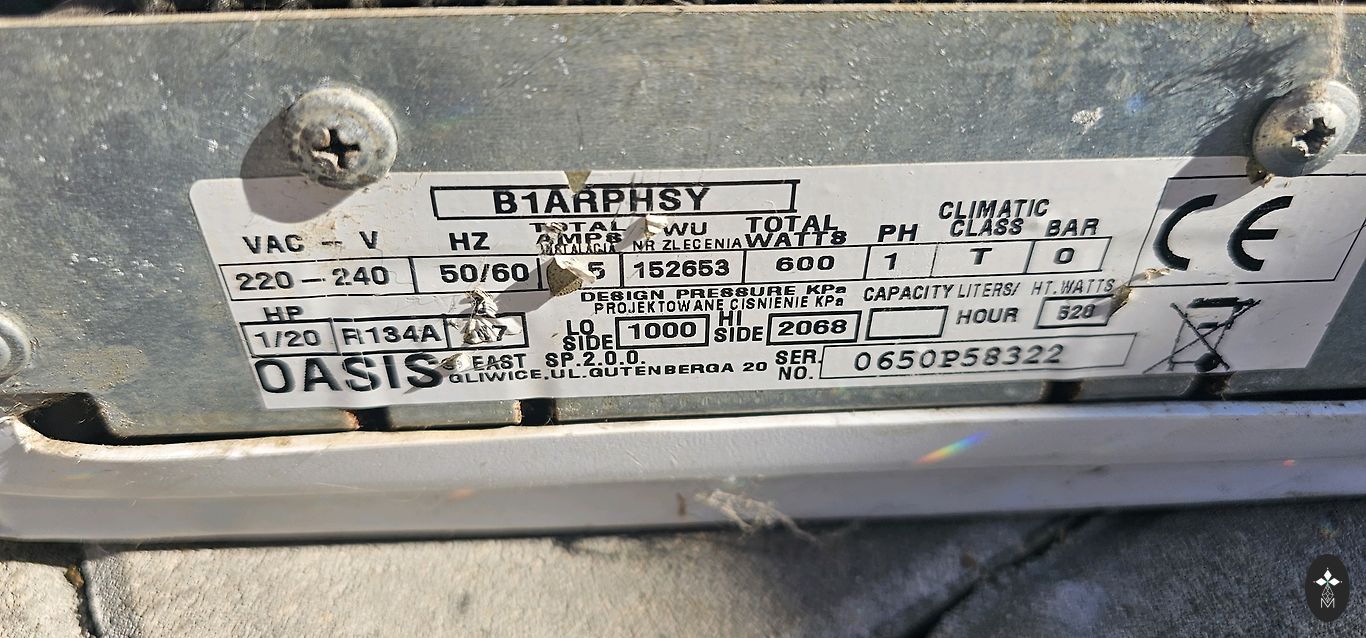 B1ARPHSY
VAC - V HZ TOTAL AMPS WU NR ZLECENIA TOTAL WATTS PH CLIMATIC CLASS BAR
220-240 50/60 5 152653 600 1 T 0
CE
HP DESIGN PRESSURE KPa CAPACITY LITERS/ HT.WATTS
PROJEKTOWANE CISNIENIE KPa HOUR
1/20 R134A LO SIDE 1000 HI SIDE 2068 520
OASIS EAST SP.Z.O.O. SER. NO. 0650P58322
GLIWICE,UL.GUTENBERGA 20
M